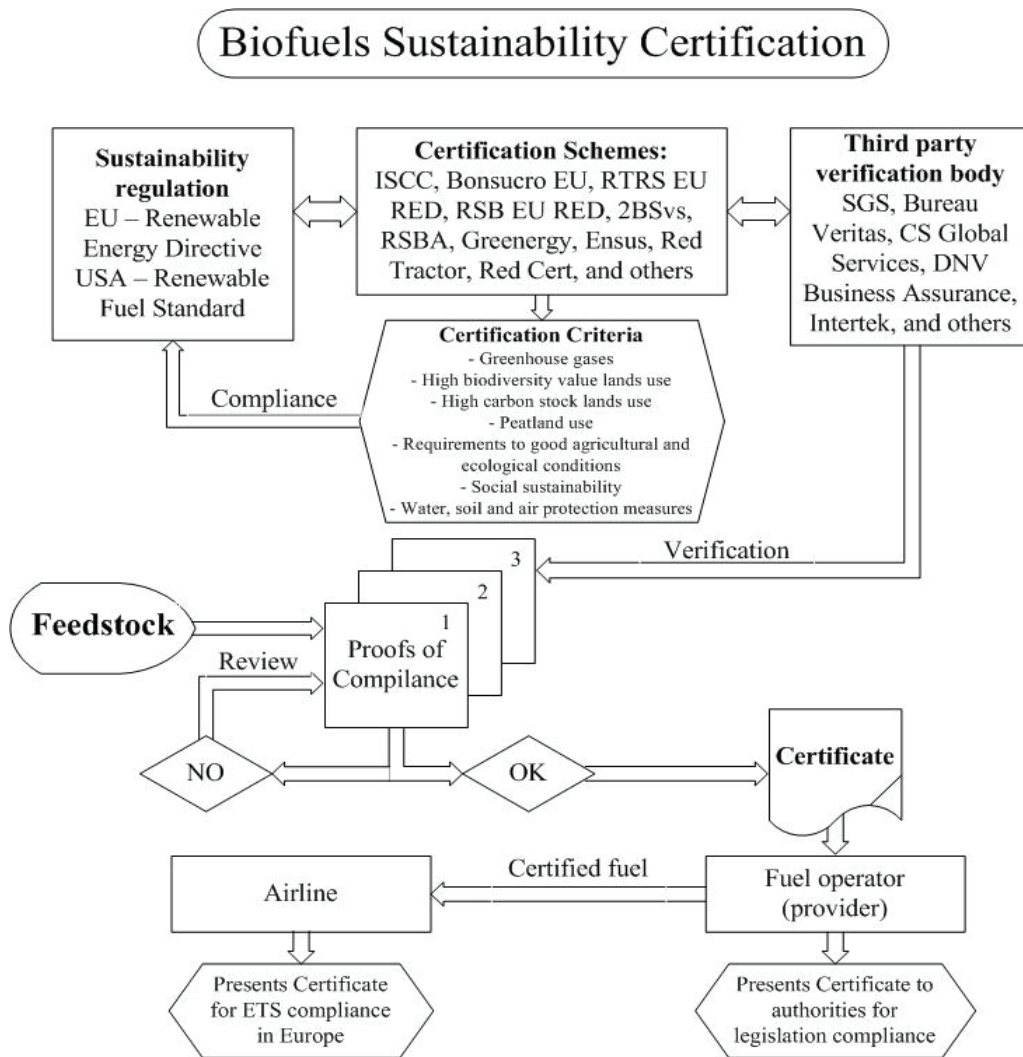 Biofuels Sustainability Certification
Sustainability
regulation
EU – Renewable
Energy Directive
USA – Renewable
Fuel Standard
Certification Schemes:
ISCC, Bonsucro EU, RTRS EU
RED, RSB EU RED, 2BSvs,
RSBA, Greenergy, Ensus, Red
Tractor, Red Cert, and others
Third party
verification body
SGS, Bureau
Veritas, CS Global
Services, DNV
Business Assurance,
Intertek, and others
Certification Criteria
- Greenhouse gases
- High biodiversity value lands use
- High carbon stock lands use
- Peatland use
- Requirements to good agricultural and
ecological conditions
- Social sustainability
- Water, soil and air protection measures
Compliance
Verification
3
2
1
Proofs of
Compilance
Feedstock
Review
NO
OK
Certificate
Certified fuel
Airline
Fuel operator
(provider)
Presents Certificate
for ETS compliance
in Europe
Presents Certificate to
authorities for
legislation compliance